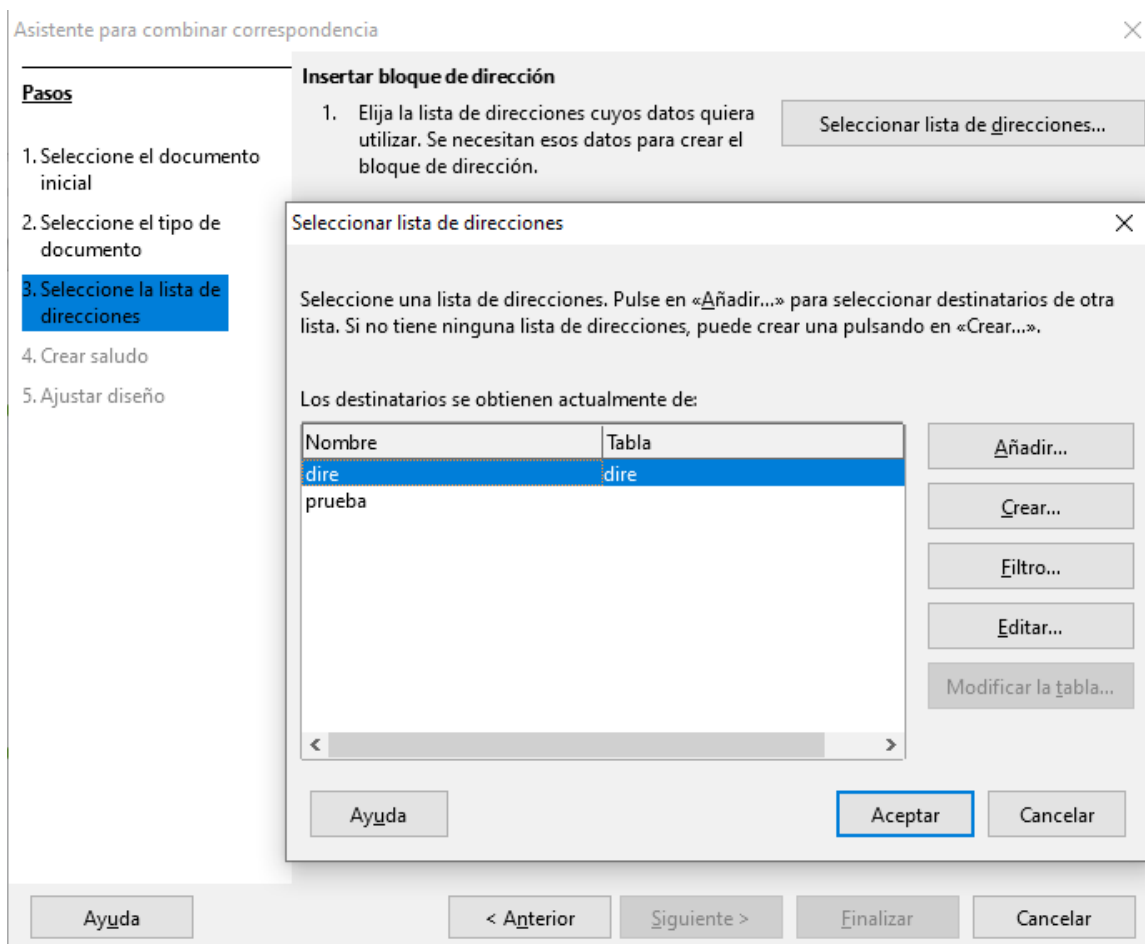 Asistente para combinar correspondencia
Pasos
1. Seleccione el documento
inicial
2. Seleccione el tipo de
documento
3. Seleccione la lista de
direcciones
4. Crear saludo
5. Ajustar diseño
Insertar bloque de dirección
1. Elija la lista de direcciones cuyos datos quiera
utilizar. Se necesitan esos datos para crear el
bloque de dirección.
Seleccionar lista de direcciones...
Seleccionar lista de direcciones
Seleccione una lista de direcciones. Pulse en «Añadir...» para seleccionar destinatarios de otra
lista. Si no tiene ninguna lista de direcciones, puede crear una pulsando en «Crear...».
Los destinatarios se obtienen actualmente de:
Nombre Tabla
dire dire
prueba
Añadir...
Crear...
Filtro...
Editar...
Modificar la tabla...
Ayuda Aceptar Cancelar
Ayuda < Anterior Siguiente > Finalizar Cancelar